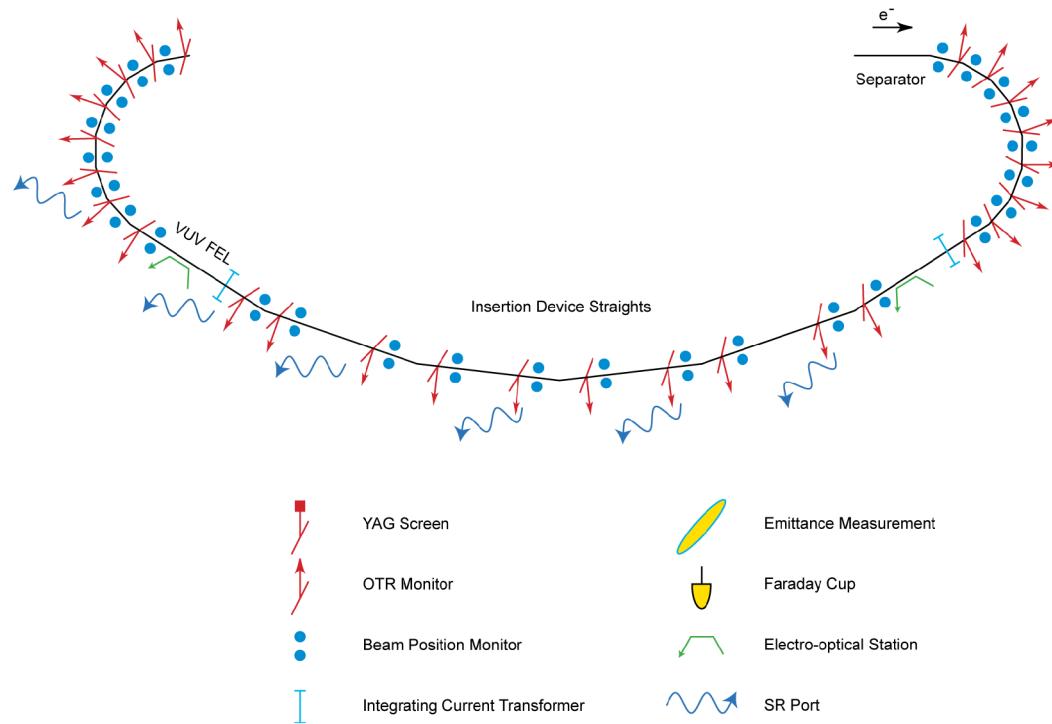 e-
Separator
VUV FEL
Insertion Device Straights
YAG Screen
Emittance Measurement
OTR Monitor
Faraday Cup
Beam Position Monitor
Electro-optical Station
Integrating Current Transformer
SR Port